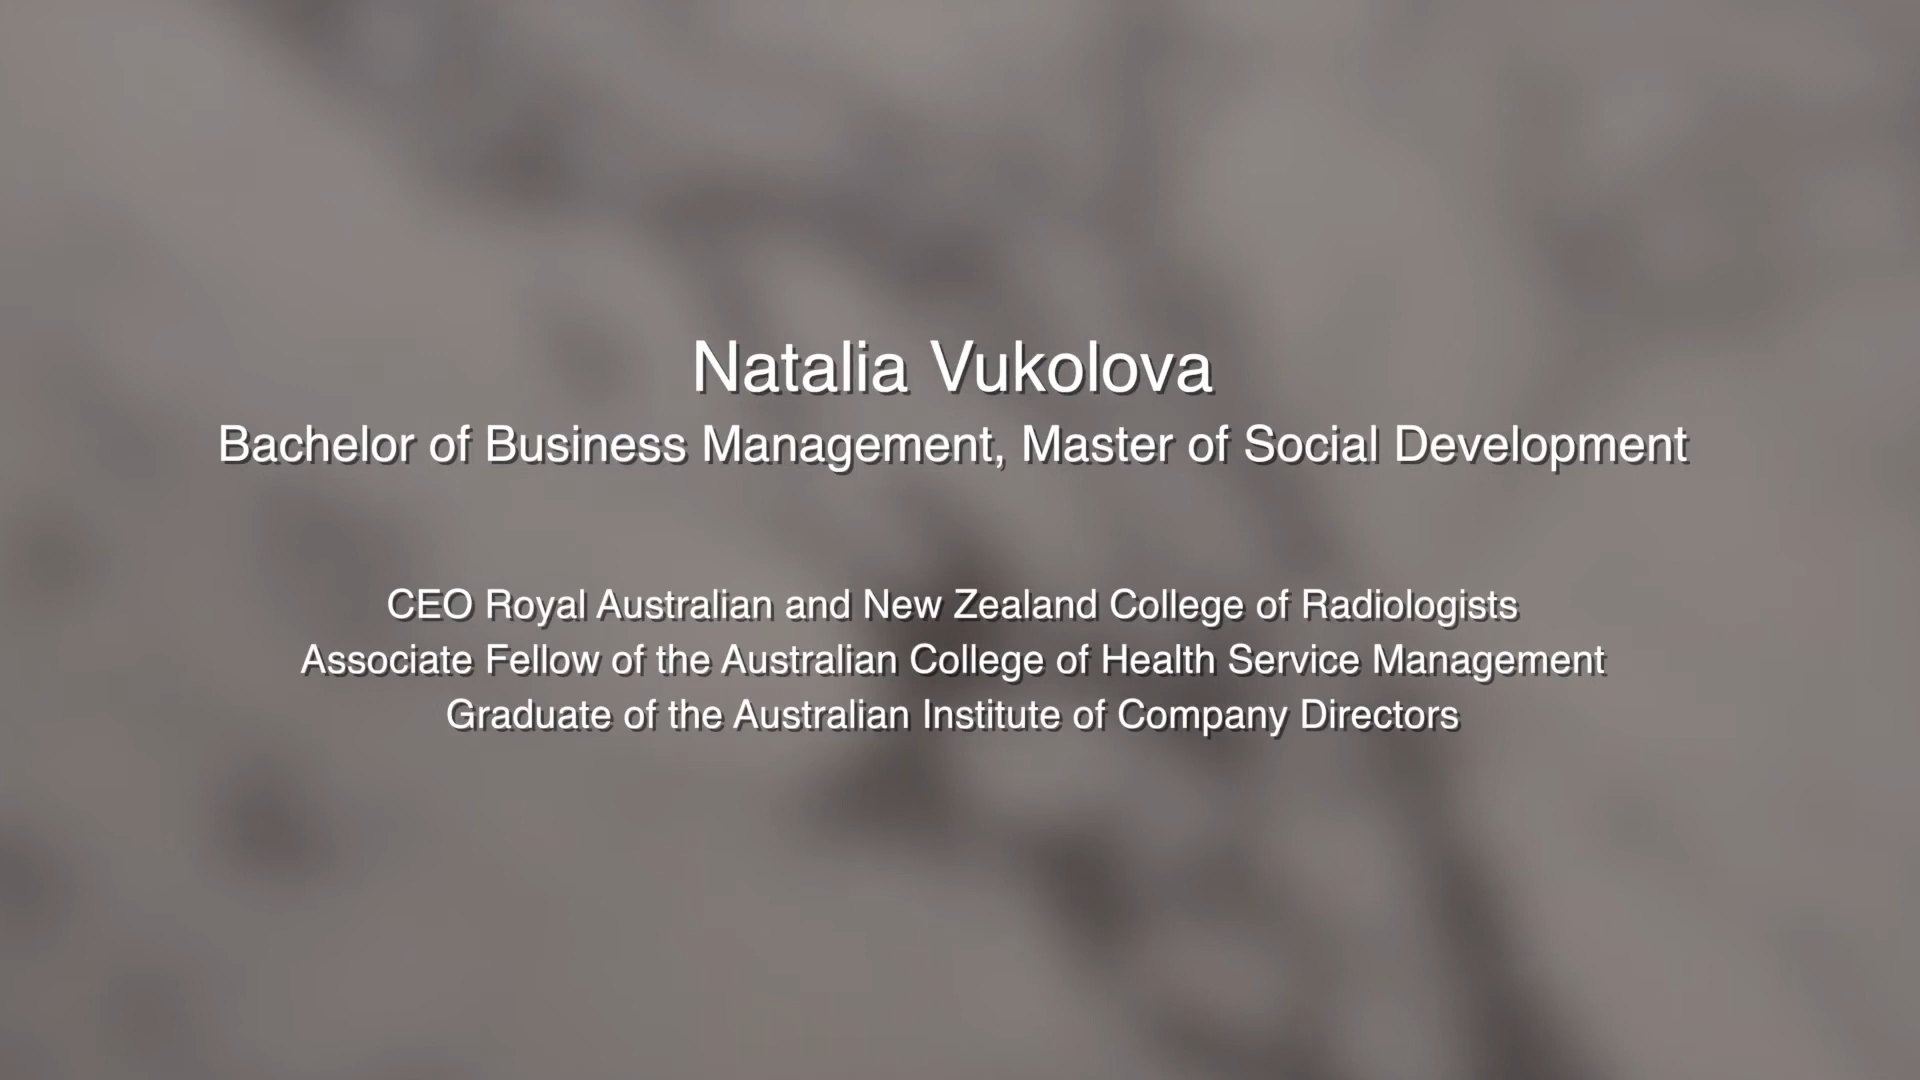 Natalia Vukolova
Bachelor of Business Management, Master of Social Development
CEO Royal Australian and New Zealand College of Radiologists
Associate Fellow of the Australian College of Health Service Management
Graduate of the Australian Institute of Company Directors